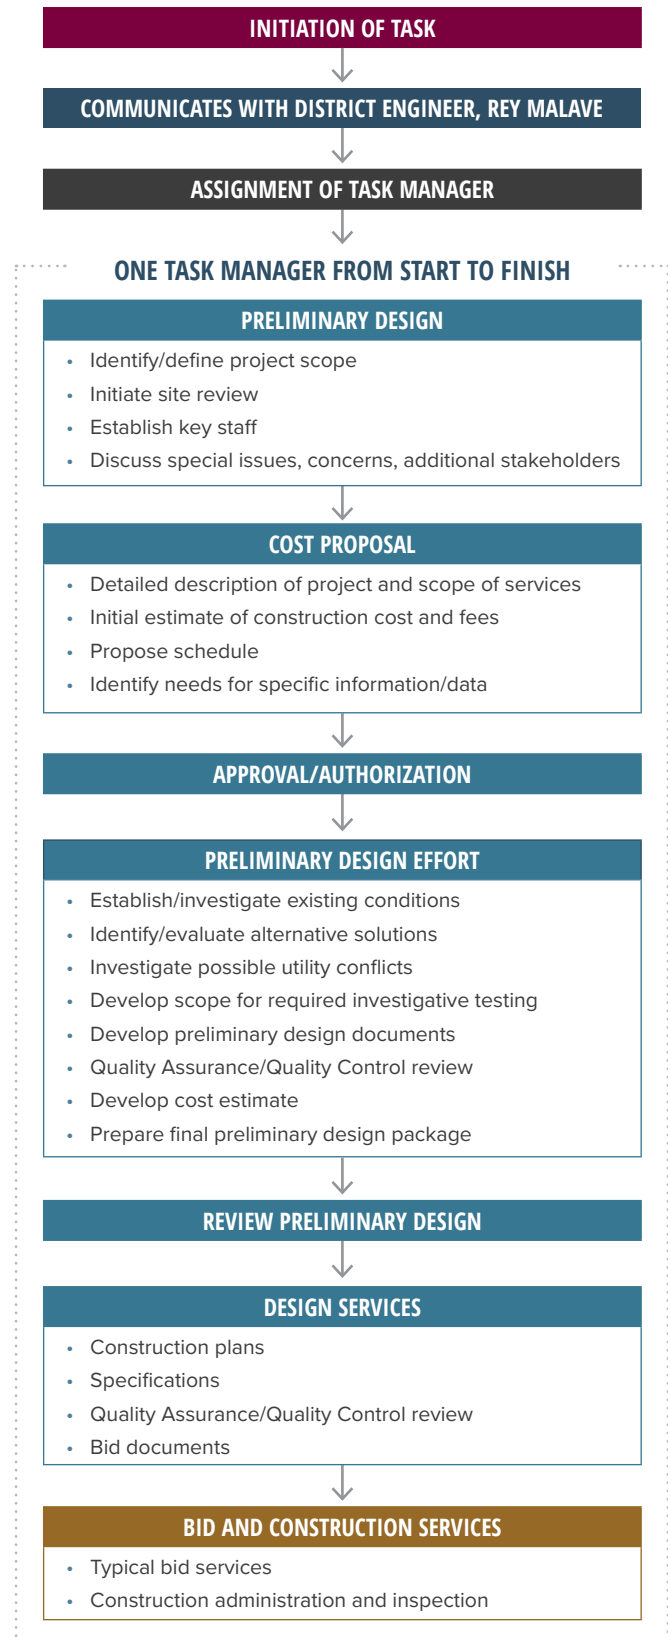 INITIATION OF TASK
COMMUNICATES WITH DISTRICT ENGINEER, REY MALAVE
ASSIGNMENT OF TASK MANAGER
ONE TASK MANAGER FROM START TO FINISH
PRELIMINARY DESIGN
• Identify/define project scope
• Initiate site review
• Establish key staff
• Discuss special issues, concerns, additional stakeholders
COST PROPOSAL
• Detailed description of project and scope of services
• Initial estimate of construction cost and fees
• Propose schedule
• Identify needs for specific information/data
APPROVAL/AUTHORIZATION
PRELIMINARY DESIGN EFFORT
• Establish/investigate existing conditions
• Identify/evaluate alternative solutions
• Investigate possible utility conflicts
• Develop scope for required investigative testing
• Develop preliminary design documents
• Quality Assurance/Quality Control review
• Develop cost estimate
• Prepare final preliminary design package
REVIEW PRELIMINARY DESIGN
DESIGN SERVICES
• Construction plans
• Specifications
• Quality Assurance/Quality Control review
• Bid documents
BID AND CONSTRUCTION SERVICES
• Typical bid services
• Construction administration and inspection